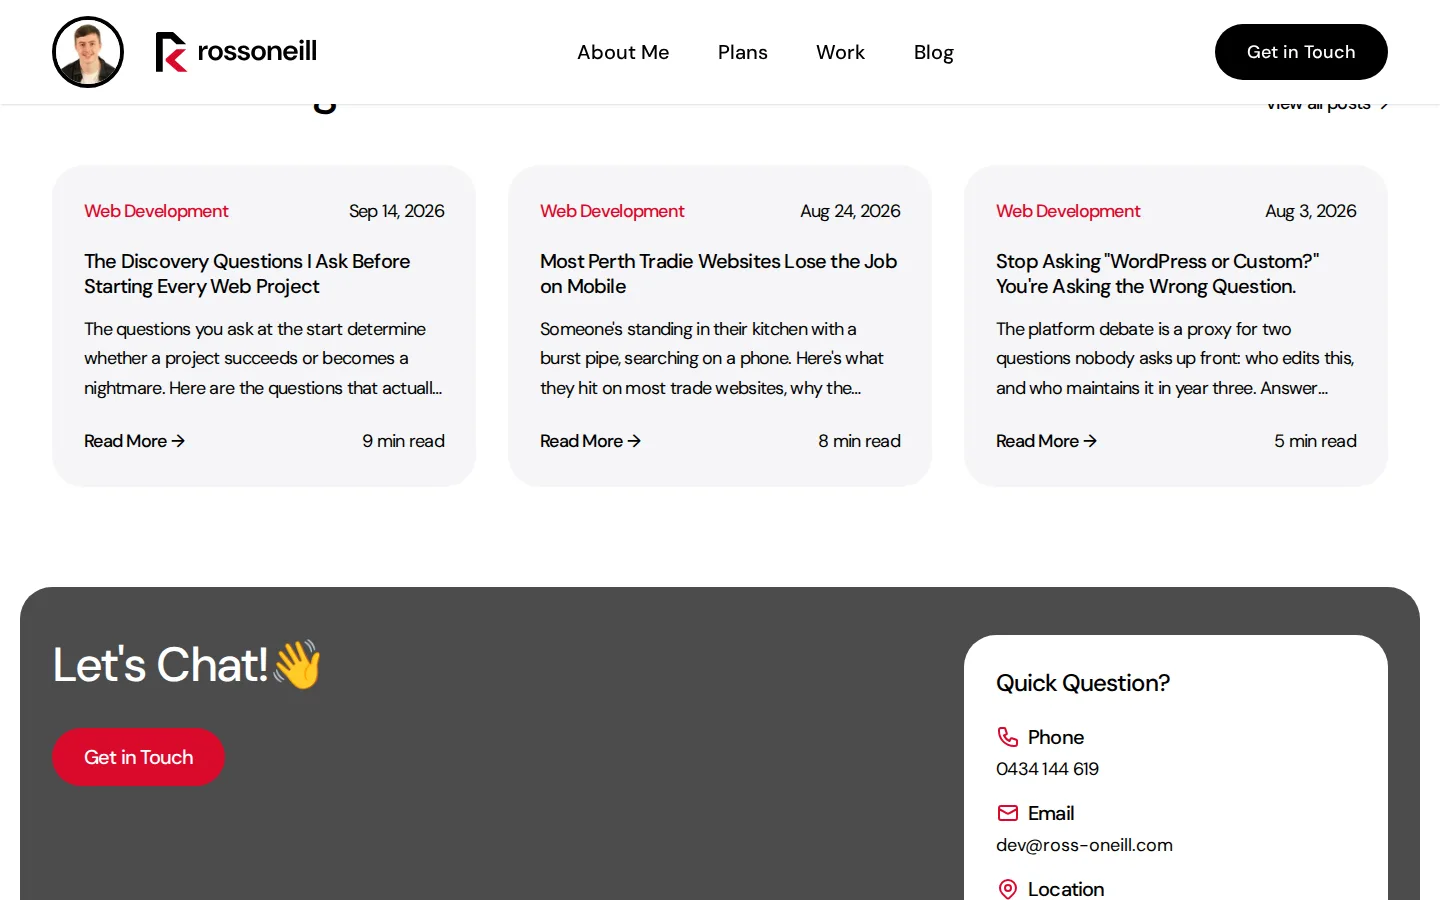 rossoneill
About Me
Plans
Work
Blog
Get in Touch
View all posts
Web Development
Sep 14, 2026
The Discovery Questions I Ask Before
Starting Every Web Project
The questions you ask at the start determine
whether a project succeeds or becomes a
nightmare. Here are the questions that actuall...
Read More →
9 min read
Web Development
Aug 24, 2026
Most Perth Tradie Websites Lose the Job
on Mobile
Someone's standing in their kitchen with a
burst pipe, searching on a phone. Here's what
they hit on most trade websites, why the...
Read More →
8 min read
Web Development
Aug 3, 2026
Stop Asking "WordPress or Custom?"
You're Asking the Wrong Question.
The platform debate is a proxy for two
questions nobody asks up front: who edits this,
and who maintains it in year three. Answer...
Read More →
5 min read
Let's Chat!👋
Get in Touch
Quick Question?
Phone
0434 144 619
Email
dev@ross-oneill.com
Location